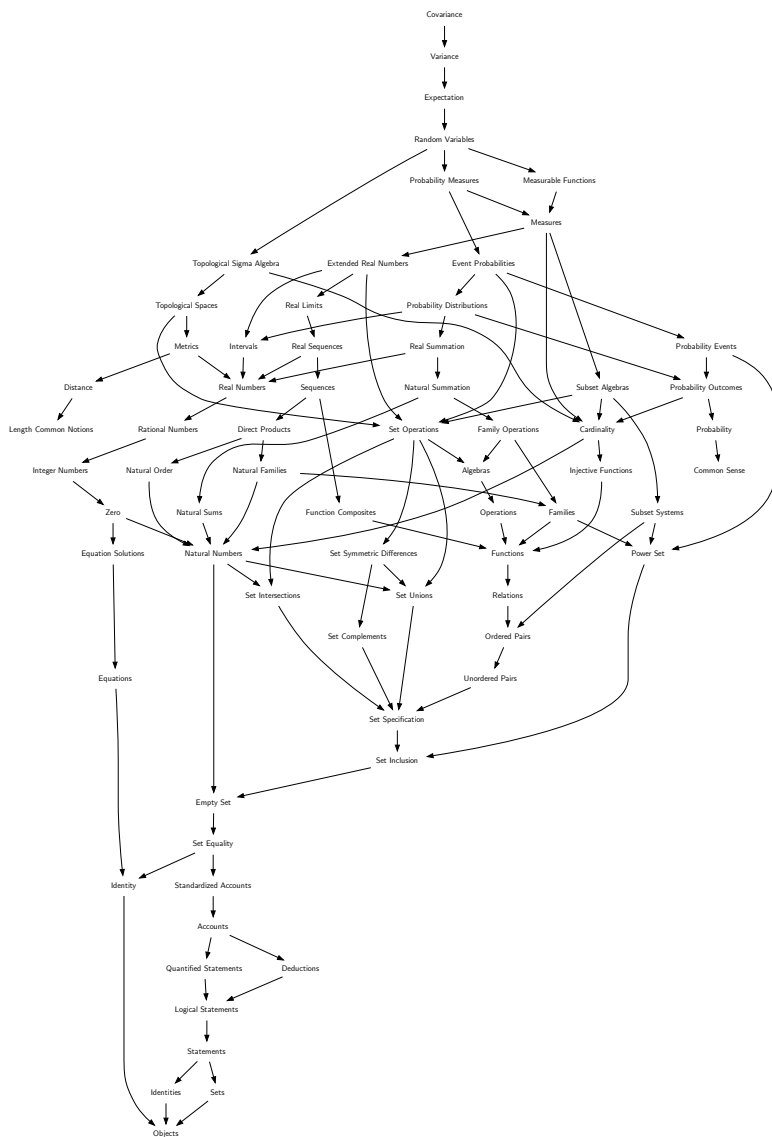 Covariance
Variance
Expectation
Random Variables
Probability Measures
Measurable Functions
Measures
Topological Sigma Algebra
Extended Real Numbers
Event Probabilities
Topological Spaces
Real Limits
Probability Distributions
Metrics
Intervals
Real Sequences
Real Summation
Probability Events
Distance
Real Numbers
Sequences
Natural Summation
Subset Algebras
Probability Outcomes
Length Common Notions
Rational Numbers
Direct Products
Set Operations
Family Operations
Cardinality
Probability
Integer Numbers
Natural Order
Natural Families
Algebras
Injective Functions
Common Sense
Zero
Natural Sums
Function Composites
Operations
Families
Subset Systems
Equation Solutions
Natural Numbers
Set Symmetric Differences
Functions
Power Set
Set Intersections
Set Unions
Relations
Set Complements
Ordered Pairs
Equations
Unordered Pairs
Set Specification
Set Inclusion
Empty Set
Set Equality
Identity
Standardized Accounts
Accounts
Quantified Statements
Deductions
Logical Statements
Statements
Identities
Sets
Objects